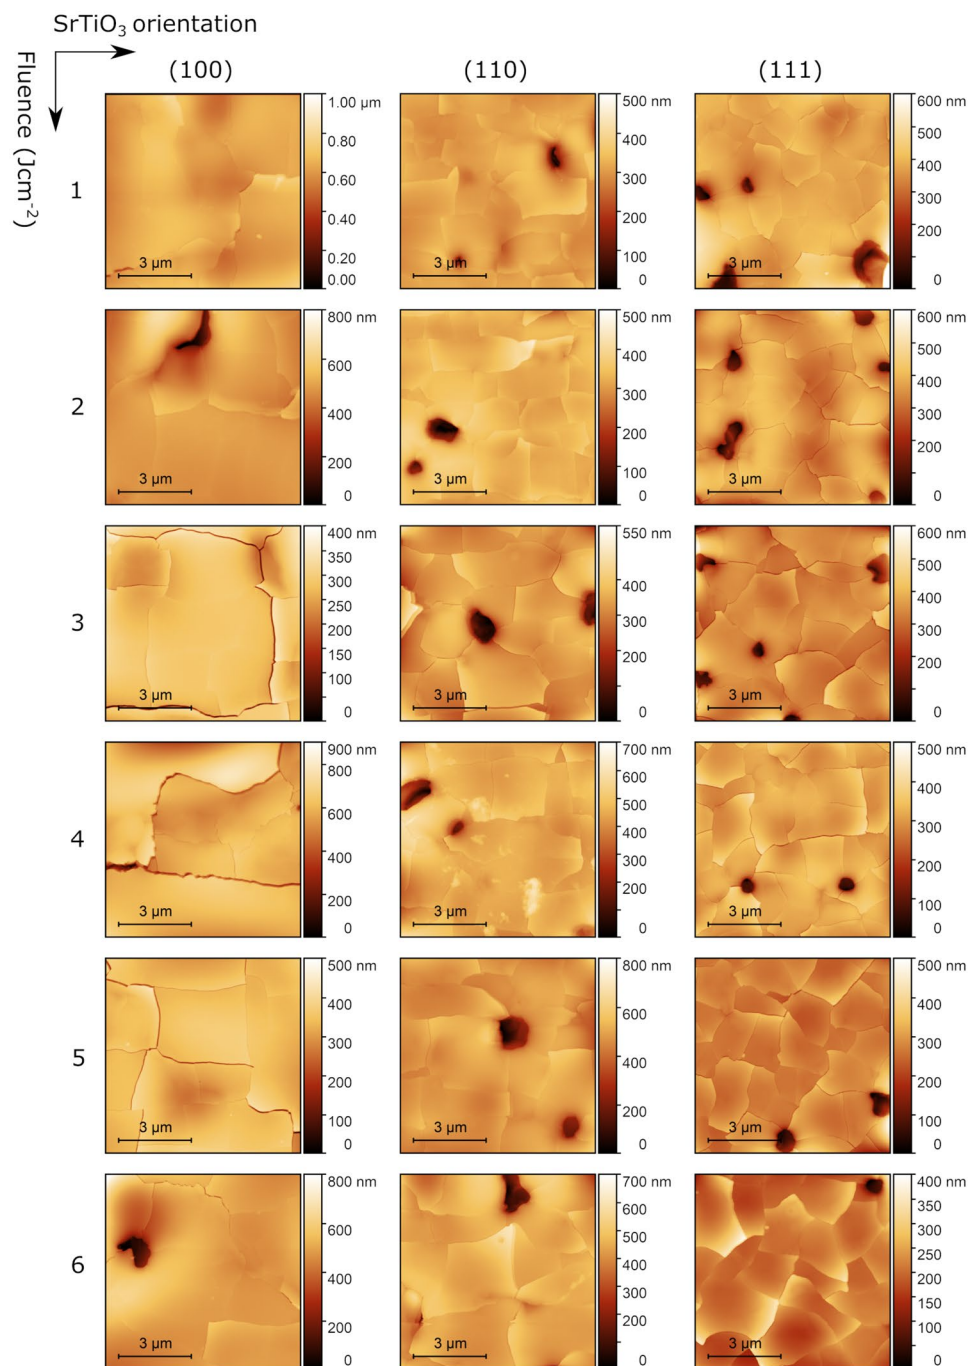 SrTiO₃ orientation
Fluence (Jcm⁻²)
(100) (110) (111)
1
1.00 µm 0.80 0.60 0.40 0.20 0.00 3 µm
500 nm 400 300 200 100 0 3 µm
600 nm 500 400 300 200 0 3 µm
2
800 nm 600 400 200 0 3 µm
500 nm 400 300 200 100 0 3 µm
600 nm 500 400 300 200 0 3 µm
3
400 nm 350 300 250 200 150 100 0 3 µm
550 nm 400 300 200 0 3 µm
600 nm 500 400 300 200 0 3 µm
4
900 nm 800 600 400 200 0 3 µm
700 nm 600 500 400 300 200 0 3 µm
500 nm 400 300 200 100 0 3 µm
5
500 nm 400 300 200 100 0 3 µm
800 nm 600 400 200 0 3 µm
500 nm 400 300 200 100 0 3 µm
6
800 nm 600 400 200 0 3 µm
700 nm 600 500 400 300 200 0 3 µm
400 nm 350 300 250 200 150 100 0 3 µm